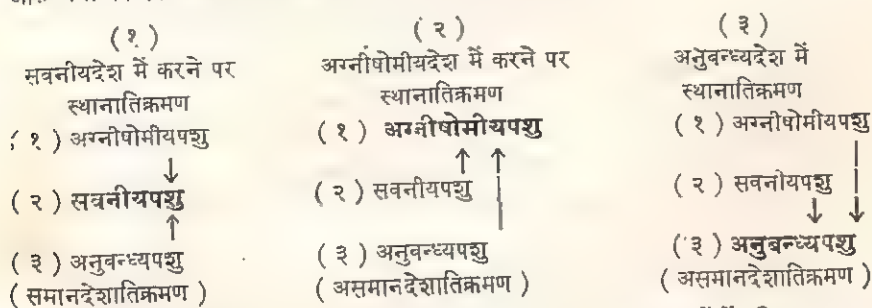 ( १ )
सवनीयदेश में करने पर
स्थानातिक्रमण
( १ ) अग्नीषोमीयपशु
↓
( २ ) सवनीयपशु
↑
( ३ ) अनुबन्ध्यपशु
( समानदेशातिक्रमण )
( २ )
अग्नीषोमीयदेश में करने पर
स्थानातिक्रमण
( १ ) अग्नीषोमीयपशु
↑ ↑
( २ ) सवनीयपशु
( ३ ) अनुबन्ध्यपशु
( असमानदेशातिक्रमण )
( ३ )
अनुबन्ध्यदेश में
स्थानातिक्रमण
( १ ) अग्नीषोमीयपशु
( २ ) सवनीयपशु
↓ ↓
( ३ ) अनुबन्ध्यपशु
( असमानदेशातिक्रमण )